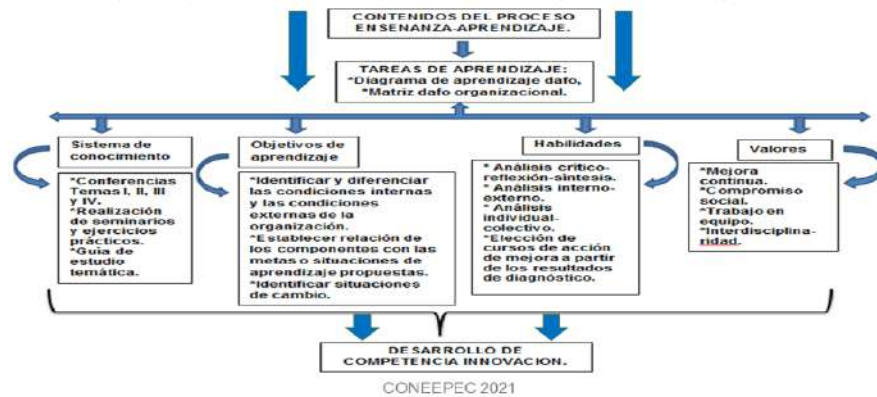 CONTENIDOS DEL PROCESO
ENSEÑANZA-APRENDIZAJE.
TAREAS DE APRENDIZAJE:
*Diagrama de aprendizaje dafo,
*Matriz dafo organizacional.
Sistema de
conocimiento
*Conferencias
Temas I, II, III
y IV.
*Realización
de seminarios
y ejercicios
prácticos.
*Guía de
estudio
temática.
Objetivos de
aprendizaje
*Identificar y diferenciar
las condiciones internas
y las condiciones
externas de la
organización.
*Establecer relación de
los componentes con las
metas o situaciones de
aprendizaje propuestas.
*Identificar situaciones
de cambio.
Habilidades
* Análisis crítico-
reflexión-síntesis.
* Análisis interno-
externo.
* Análisis
individual-
colectivo.
* Elección de
cursos de acción
de mejora a partir
de los resultados
de diagnóstico.
Valores
*Mejora
continua.
*Compromiso
social.
*Trabajo en
equipo.
*Interdisciplina-
ridad.
DESARROLLO DE
COMPETENCIA INNOVACION.
CONEEPEC 2021